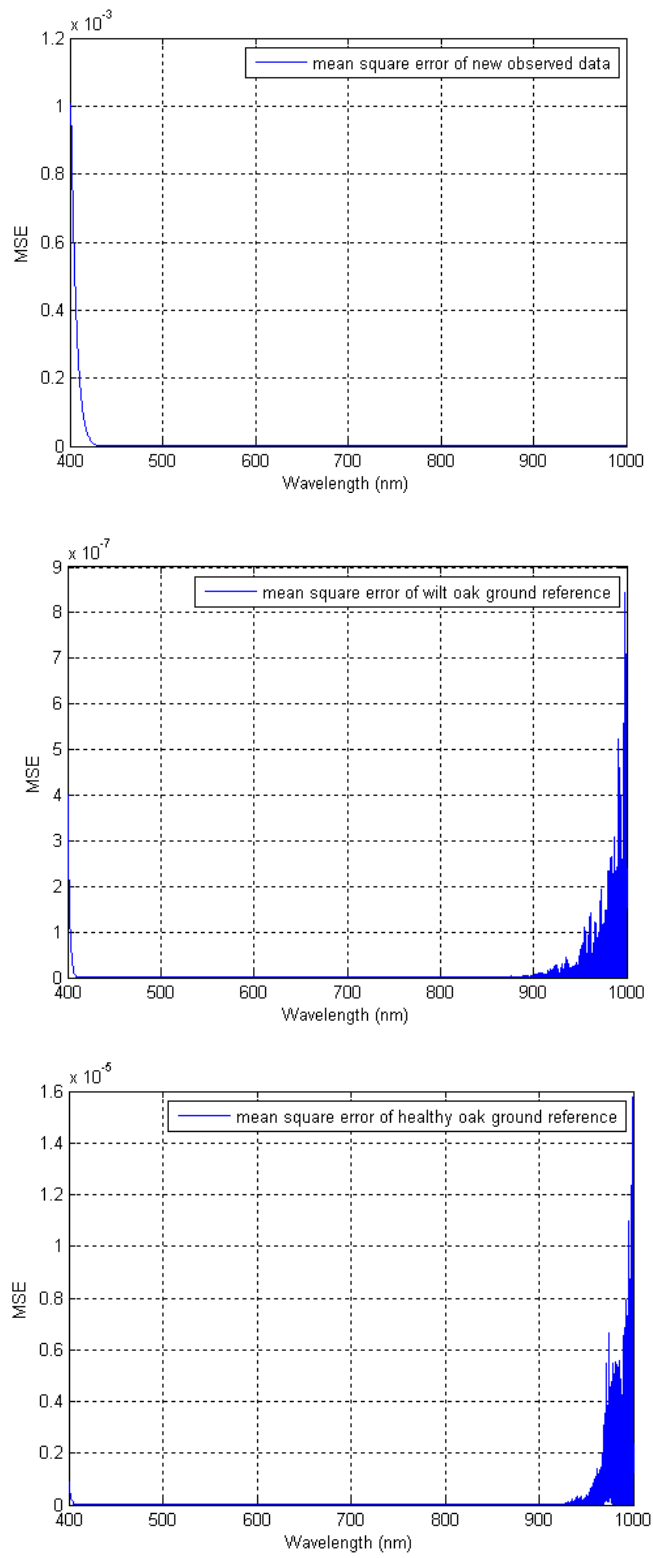 x 10^-3
1.2
1
0.8
0.6
0.4
0.2
0
MSE
mean square error of new observed data
400 500 600 700 800 900 1000
Wavelength (nm)
x 10^-7
9
8
7
6
5
4
3
2
1
0
MSE
mean square error of wilt oak ground reference
400 500 600 700 800 900 1000
Wavelength (nm)
x 10^-5
1.6
1.4
1.2
1
0.8
0.6
0.4
0.2
0
MSE
mean square error of healthy oak ground reference
400 500 600 700 800 900 1000
Wavelength (nm)